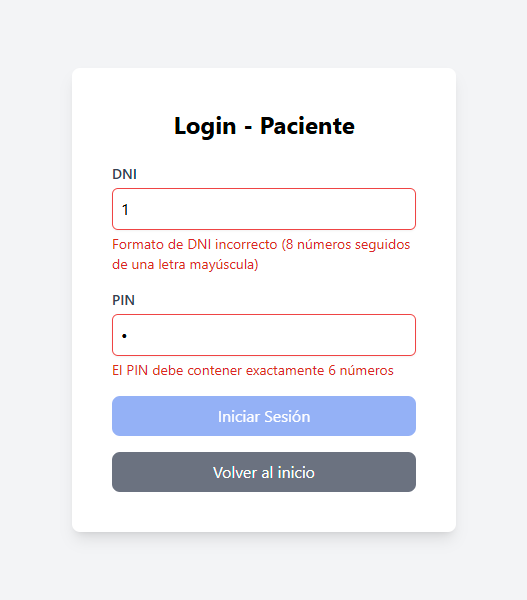 Login - Paciente
DNI
1
Formato de DNI incorrecto (8 números seguidos
de una letra mayúscula)
PIN
•
El PIN debe contener exactamente 6 números
Iniciar Sesión
Volver al inicio